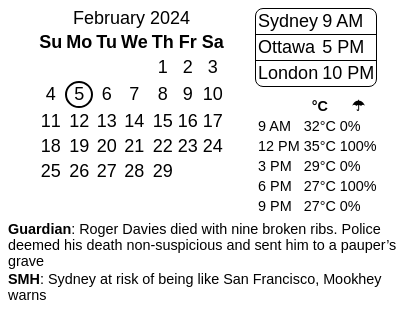 February 2024
Su Mo Tu We Th Fr Sa
1 2 3
4 5 6 7 8 9 10
11 12 13 14 15 16 17
18 19 20 21 22 23 24
25 26 27 28 29
Sydney 9 AM
Ottawa 5 PM
London 10 PM
°C ☂
9 AM 32°C 0%
12 PM 35°C 100%
3 PM 29°C 0%
6 PM 27°C 100%
9 PM 27°C 0%
Guardian: Roger Davies died with nine broken ribs. Police
deemed his death non-suspicious and sent him to a pauper's
grave
SMH: Sydney at risk of being like San Francisco, Mookhey
warns